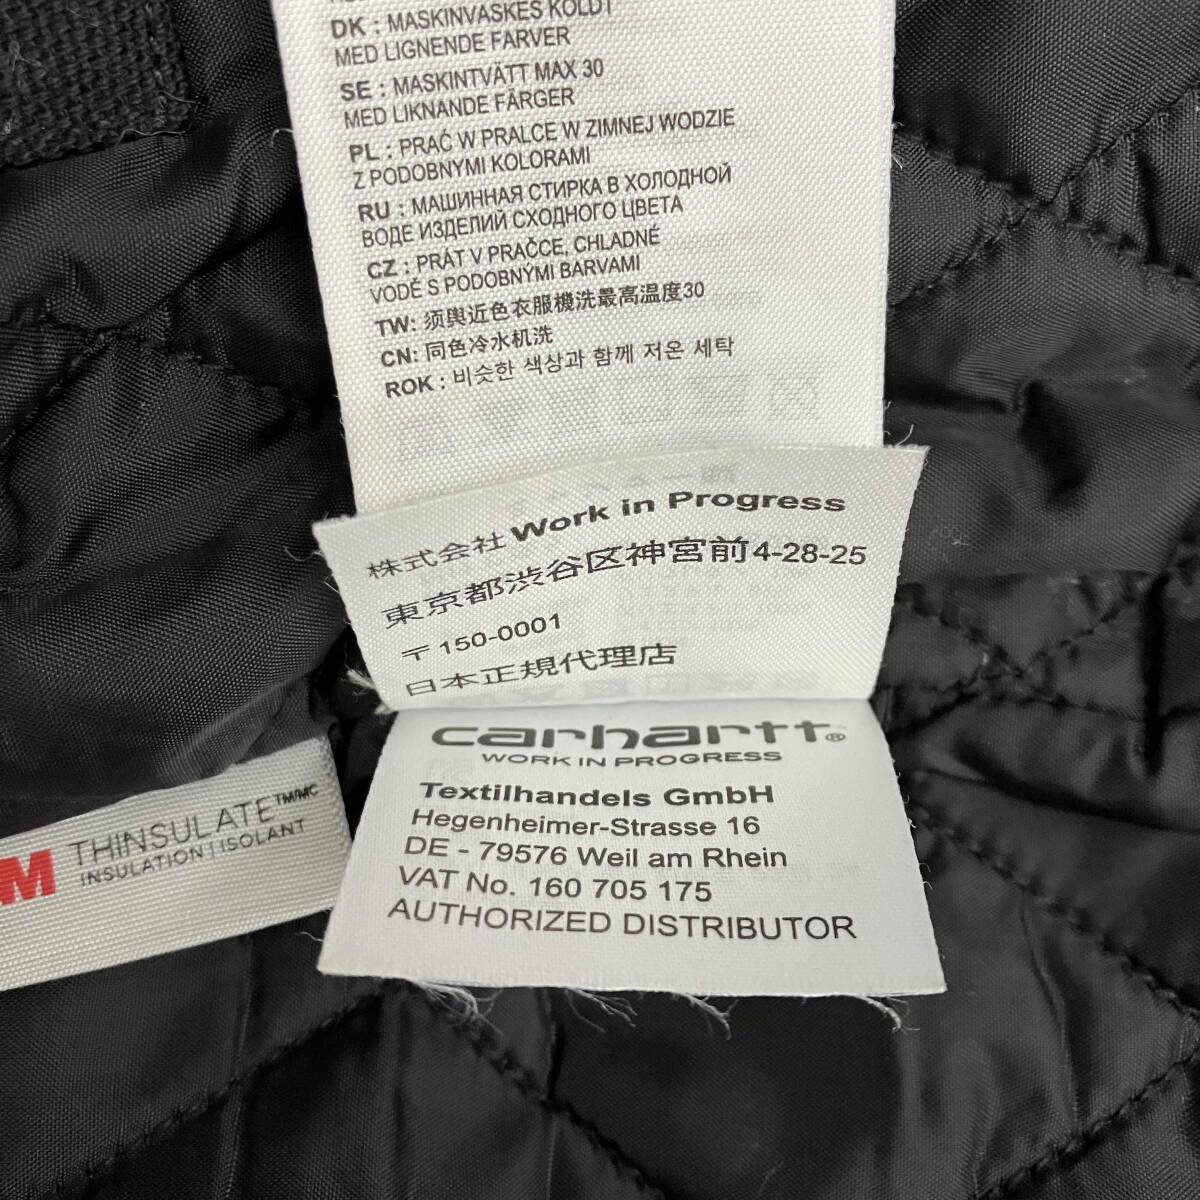 DK : MASKINVASKES KOLDT
MED LIGNENDE FARVER
SE : MASKINTVÄTT MAX 30
MED LIKNANDE FÄRGER
PL : PRAĆ W PRALCE W ZIMNEJ WODZIE
Z PODOBNYMI KOLORAMI
RU : МАШИННАЯ СТИРКА В ХОЛОДНОЙ
ВОДЕ ИЗДЕЛИЙ СХОДНОГО ЦВЕТА
CZ : PRÁT V PRAČCE, CHLADNÉ
VODĚ S PODOBNÝMI BARVAMI
TW: 须舆近色衣服機洗最高温度30
CN: 同色冷水机洗
ROK : 비슷한 색상과 함께 저온 세탁
株式会社 Work in Progress
東京都渋谷区神宮前4-28-25
〒150-0001
日本正規代理店
carhartt®
WORK IN PROGRESS
Textilhandels GmbH
Hegenheimer-Strasse 16
DE - 79576 Weil am Rhein
VAT No. 160 705 175
AUTHORIZED DISTRIBUTOR
M THINSULATE TM/MC
INSULATION | ISOLANT